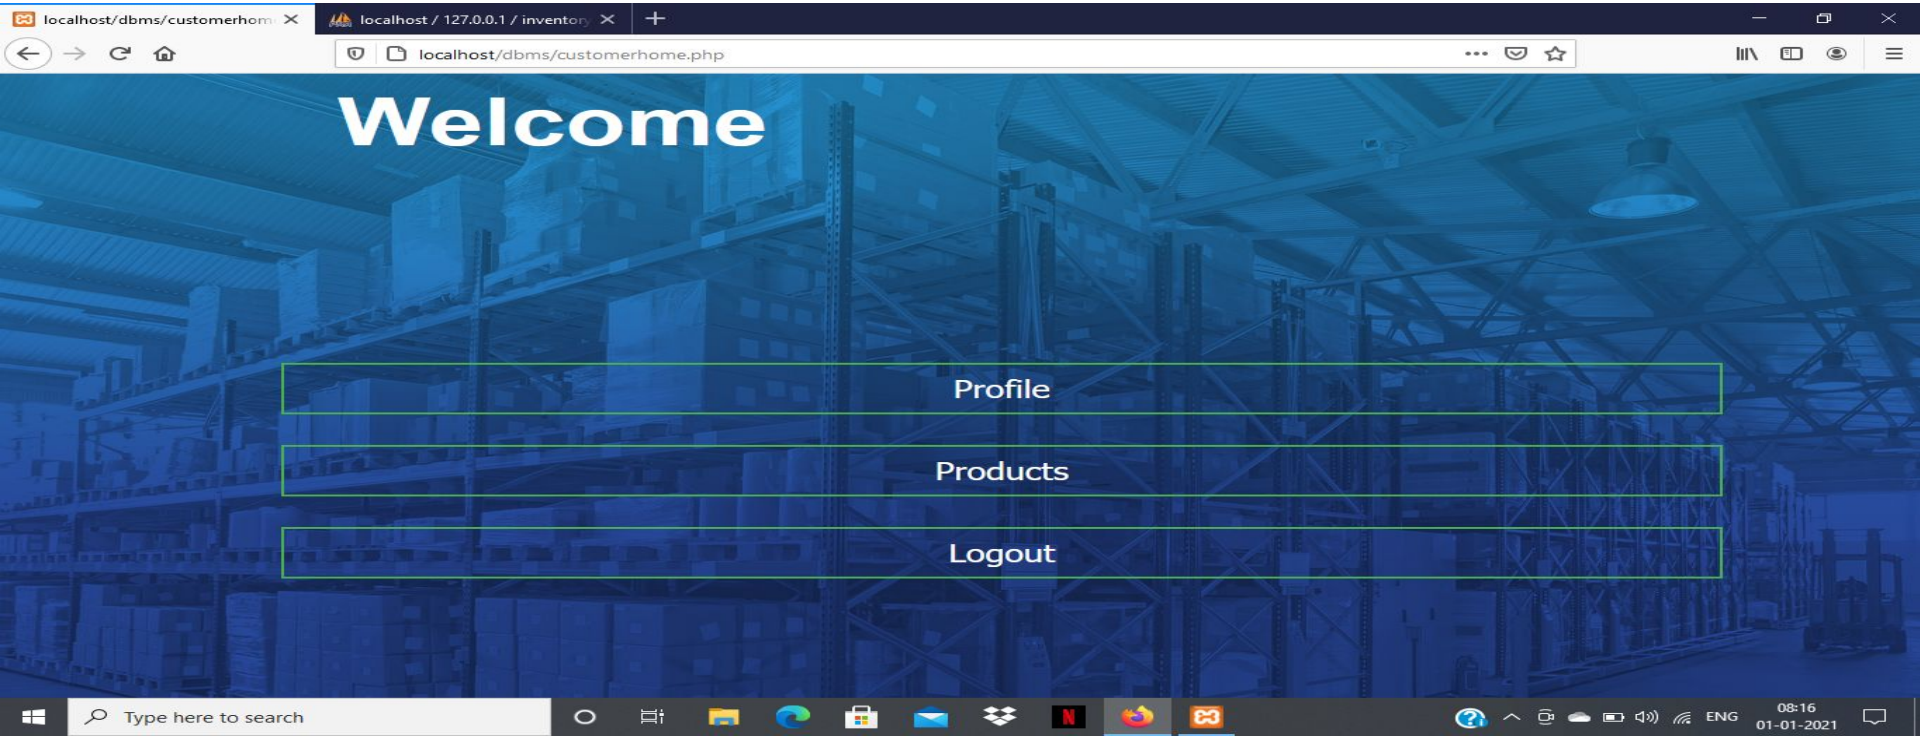 localhost/dbms/customerhom
localhost / 127.0.0.1 / inventory
localhost/dbms/customerhome.php
Welcome
Profile
Products
Logout
Type here to search
ENG
08:16
01-01-2021